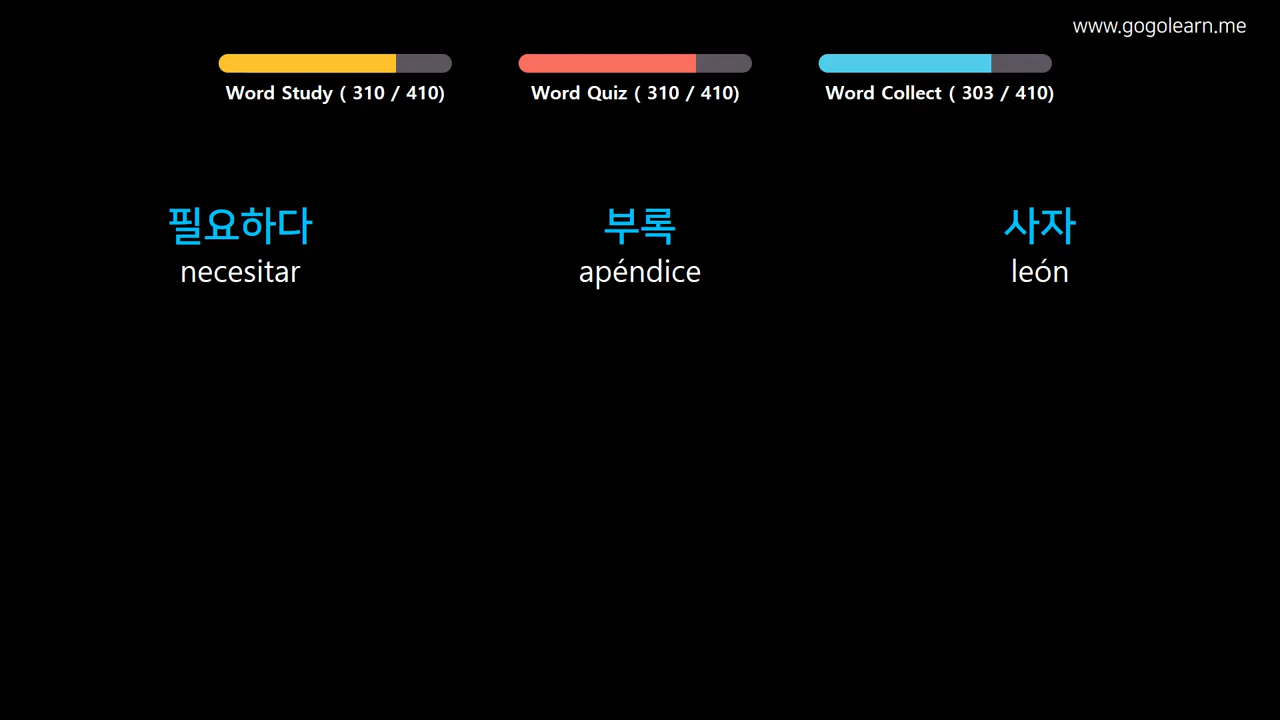 www.gogolearn.me
Word Study ( 310 / 410)
Word Quiz ( 310 / 410)
Word Collect ( 303 / 410)
필요하다
necesitar
부록
apéndice
사자
león